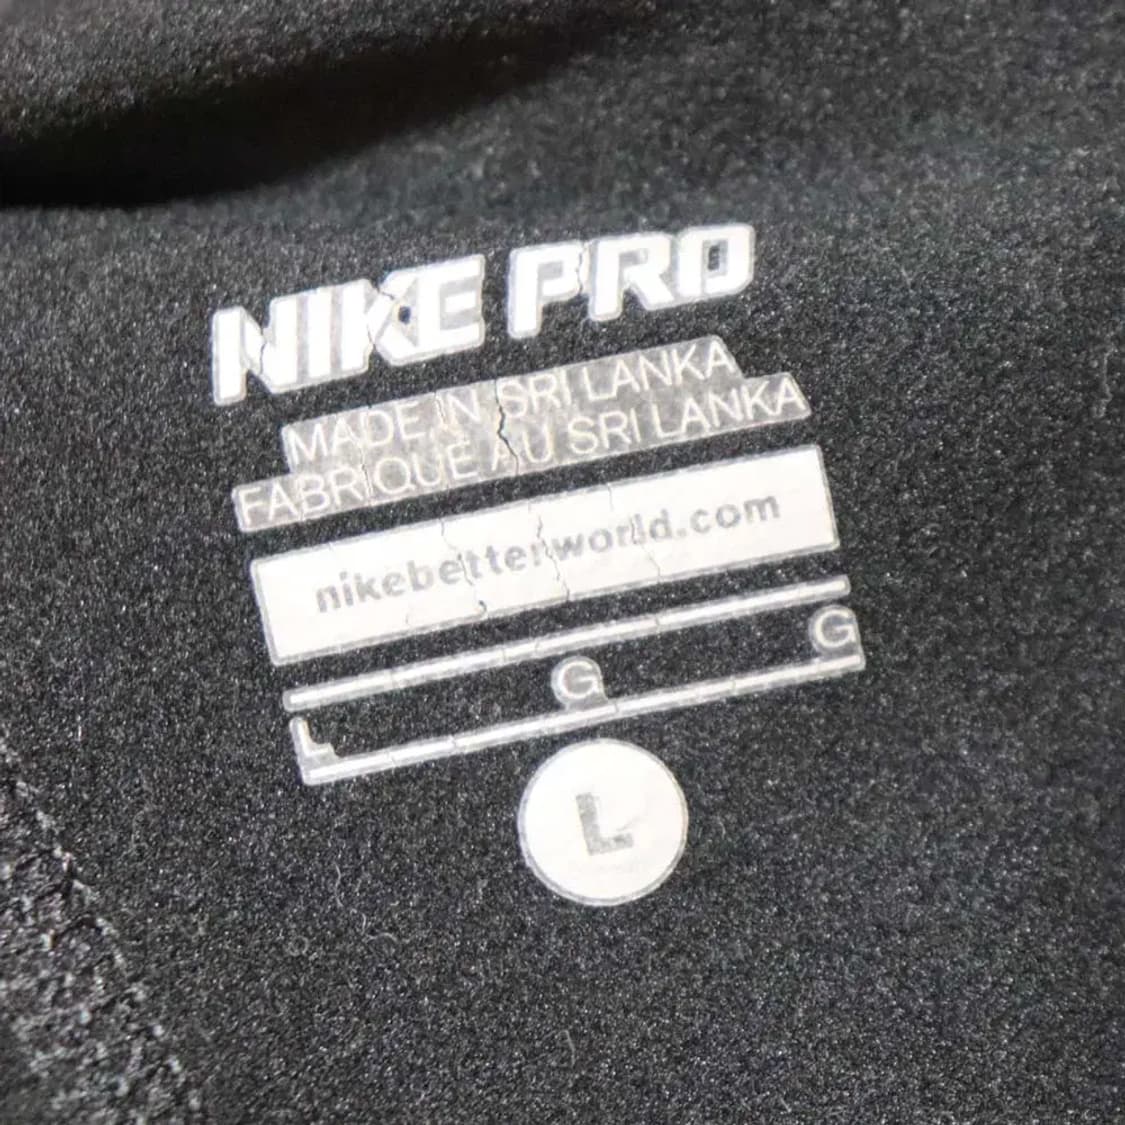 NIKE PRO
MADE IN SRI LANKA
FABRIQUE AU SRI LANKA
nikebetterworld.com
L G G
L